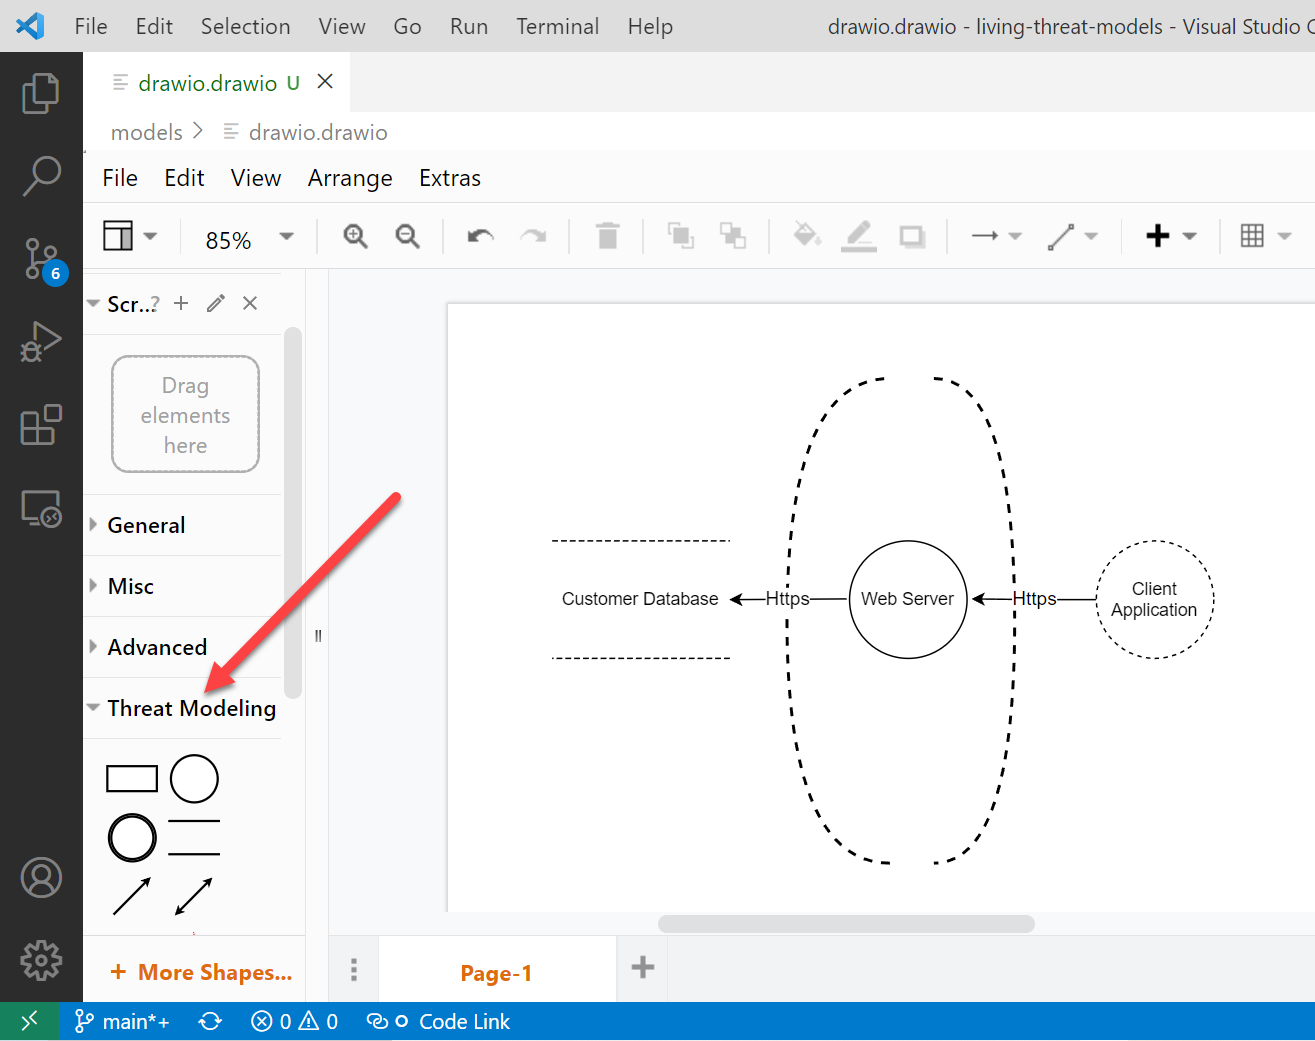 File Edit Selection View Go Run Terminal Help
drawio.drawio - living-threat-models - Visual Studio
drawio.drawio U
models > drawio.drawio
File Edit View Arrange Extras
85%
6
Scr...? + 
Drag
elements
here
General
Misc
Advanced
Threat Modeling
+ More Shapes...
Customer Database
Https
Web Server
Https
Client
Application
Page-1
main*+
0
0
Code Link